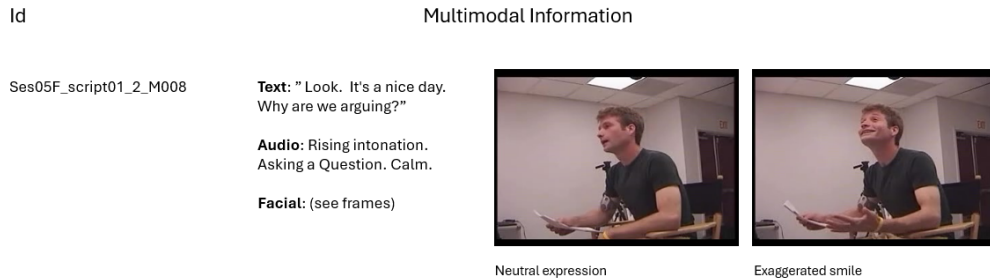 Id
Multimodal Information
Ses05F_script01_2_M008
Text: ” Look. It's a nice day.
Why are we arguing?”
Audio: Rising intonation.
Asking a Question. Calm.
Facial: (see frames)
Neutral expression
Exaggerated smile